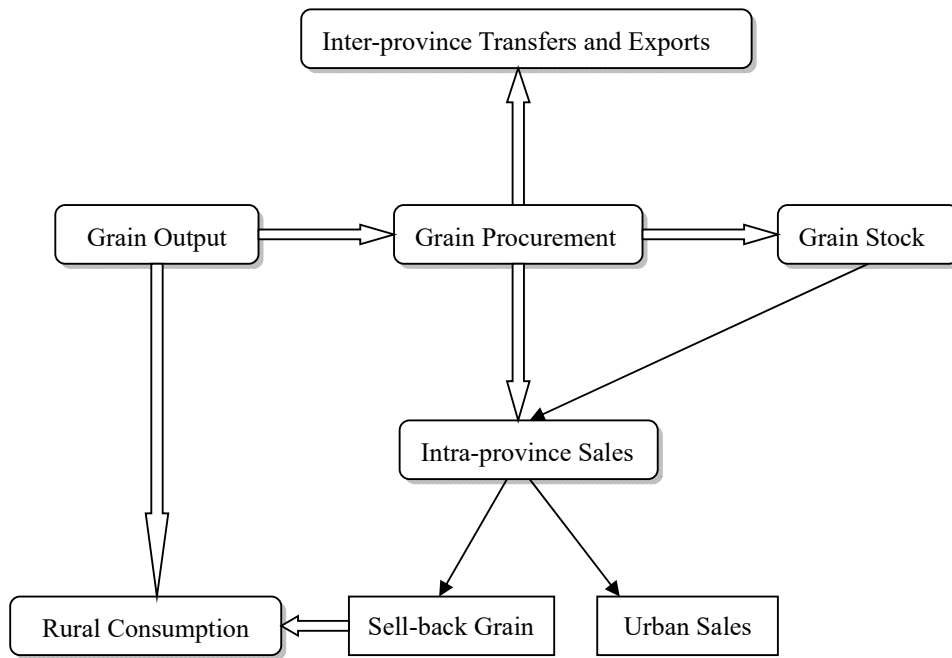 Inter-province Transfers and Exports
Grain Output
Grain Procurement
Grain Stock
Intra-province Sales
Rural Consumption
Sell-back Grain
Urban Sales